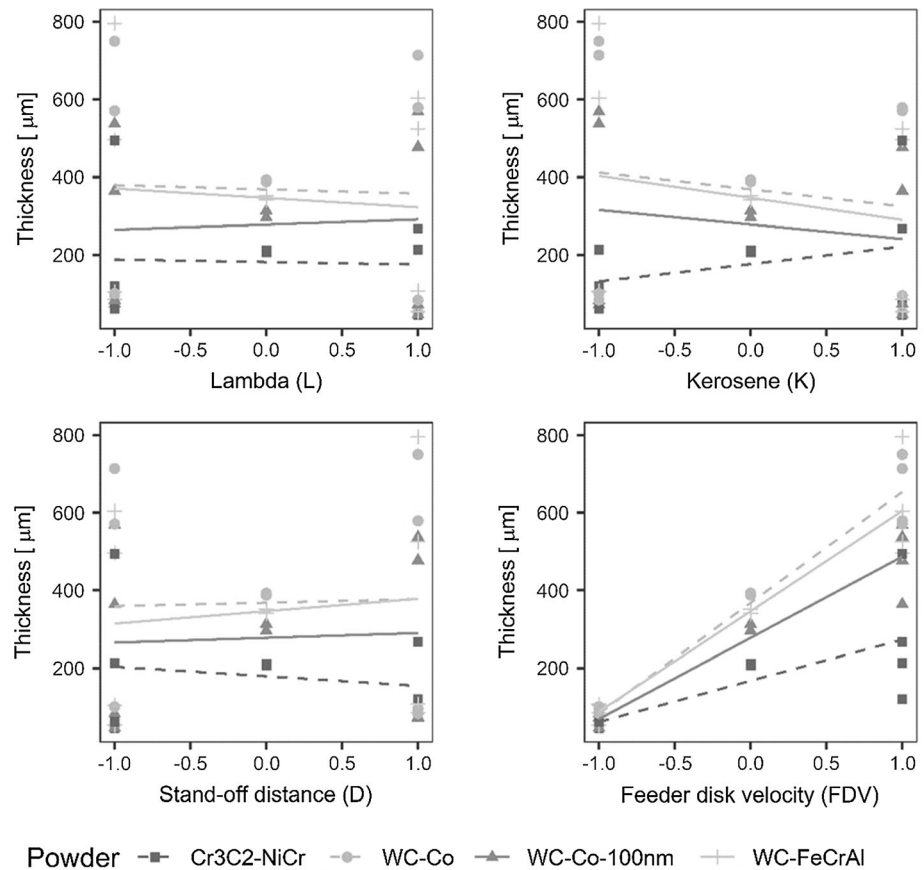 800
600
400
200
Thickness [ μm]
-1.0 -0.5 0.0 0.5 1.0
Lambda (L)
800
600
400
200
Thickness [ μm]
-1.0 -0.5 0.0 0.5 1.0
Kerosene (K)
800
600
400
200
Thickness [ μm]
-1.0 -0.5 0.0 0.5 1.0
Stand-off distance (D)
800
600
400
200
Thickness [ μm]
-1.0 -0.5 0.0 0.5 1.0
Feeder disk velocity (FDV)
Powder Cr3C2-NiCr WC-Co WC-Co-100nm WC-FeCrAl